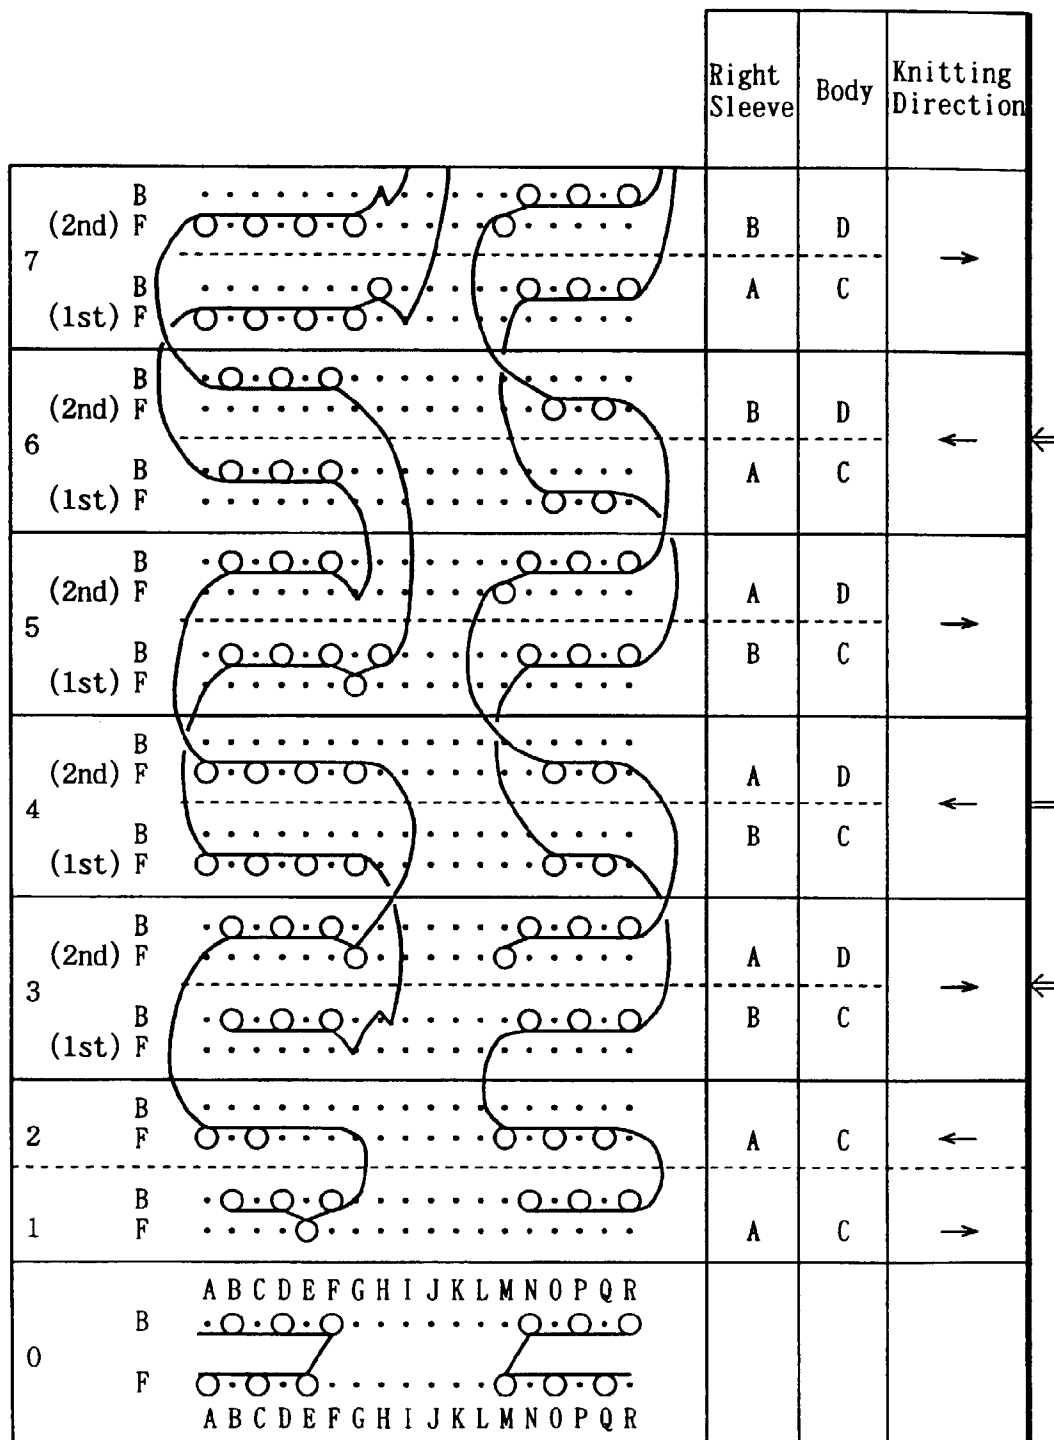 Right Sleeve Body Knitting Direction
B
(2nd) F B D
7 →
B A C
(1st) F
B
(2nd) F B D
6 ←
B A C
(1st) F
B
(2nd) F A D
5 →
B B C
(1st) F
B
(2nd) F A D
4 ←
B B C
(1st) F
B
(2nd) F A D
3 →
B B C
(1st) F
B
2 F A C ←
B
1 F A C →
A B C D E F G H I J K L M N O P Q R
B
0
F
A B C D E F G H I J K L M N O P Q R